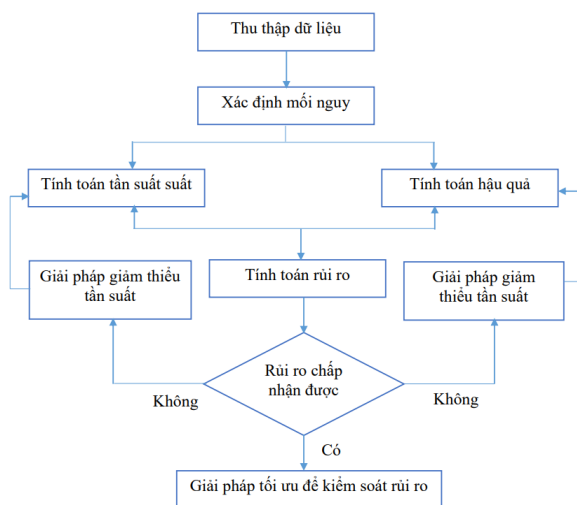 Thu thập dữ liệu
Xác định mối nguy
Tính toán tần suất suất
Tính toán hậu quả
Giải pháp giảm thiểu
tần suất
Tính toán rủi ro
Giải pháp giảm
thiểu tần suất
Rủi ro chấp
nhận được
Không
Không
Có
Giải pháp tối ưu để kiểm soát rủi ro